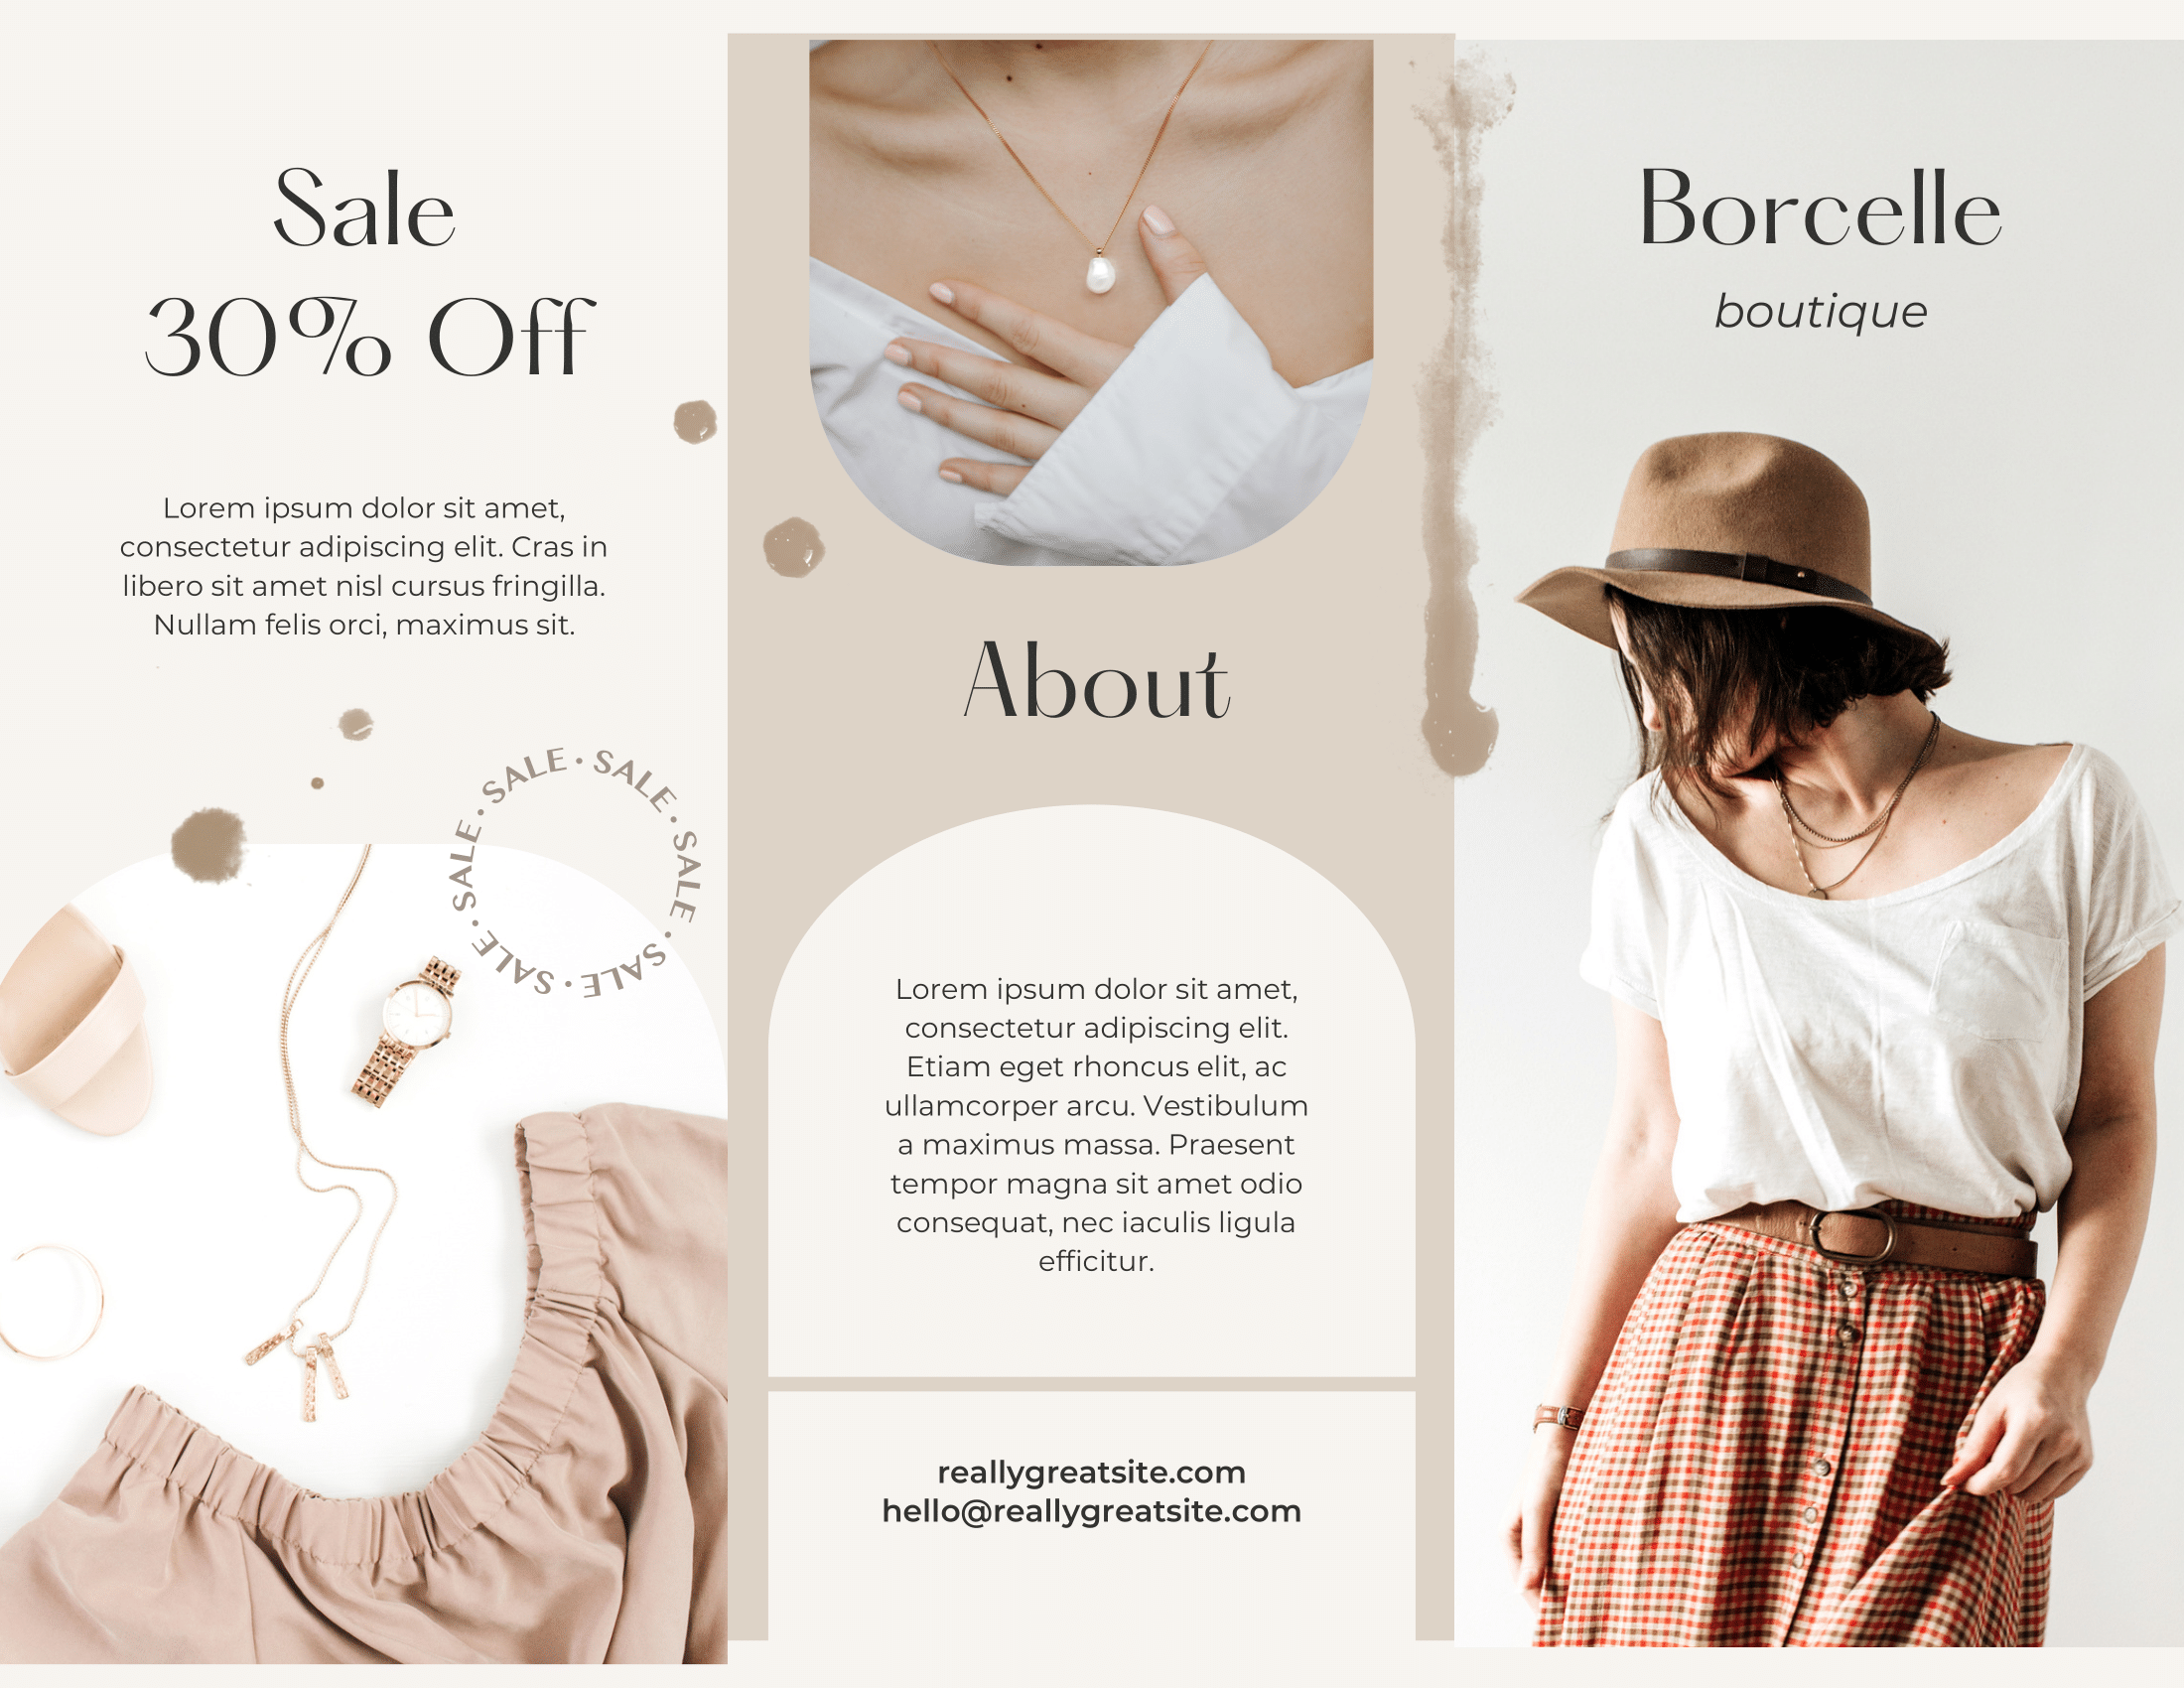 Sale
30% Off
Lorem ipsum dolor sit amet,
consectetur adipiscing elit. Cras in
libero sit amet nisl cursus fringilla.
Nullam felis orci, maximus sit.
SALE • SALE • SALE • SALE • SALE • SALE •
About
Lorem ipsum dolor sit amet,
consectetur adipiscing elit.
Etiam eget rhoncus elit, ac
ullamcorper arcu. Vestibulum
a maximus massa. Praesent
tempor magna sit amet odio
consequat, nec iaculis ligula
efficitur.
reallygreatsite.com
hello@reallygreatsite.com
Borcelle
boutique